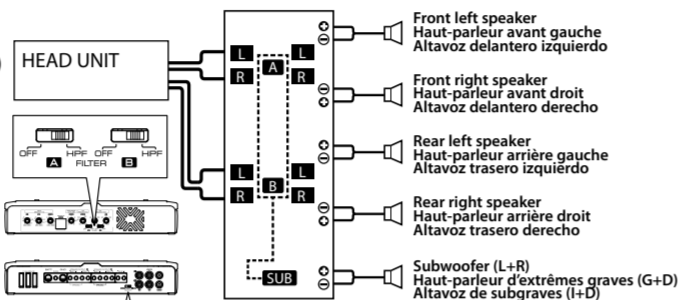 HEAD UNIT
OFF HPF OFF HPF
A FILTER B
L L
R A R
L L
R B R
SUB
Front left speaker
Haut-parleur avant gauche
Altavoz delantero izquierdo
Front right speaker
Haut-parleur avant droit
Altavoz delantero derecho
Rear left speaker
Haut-parleur arrière gauche
Altavoz trasero izquierdo
Rear right speaker
Haut-parleur arrière droit
Altavoz trasero derecho
Subwoofer (L+R)
Haut-parleur d'extrêmes graves (G+D)
Altavoz de subgraves (I+D)